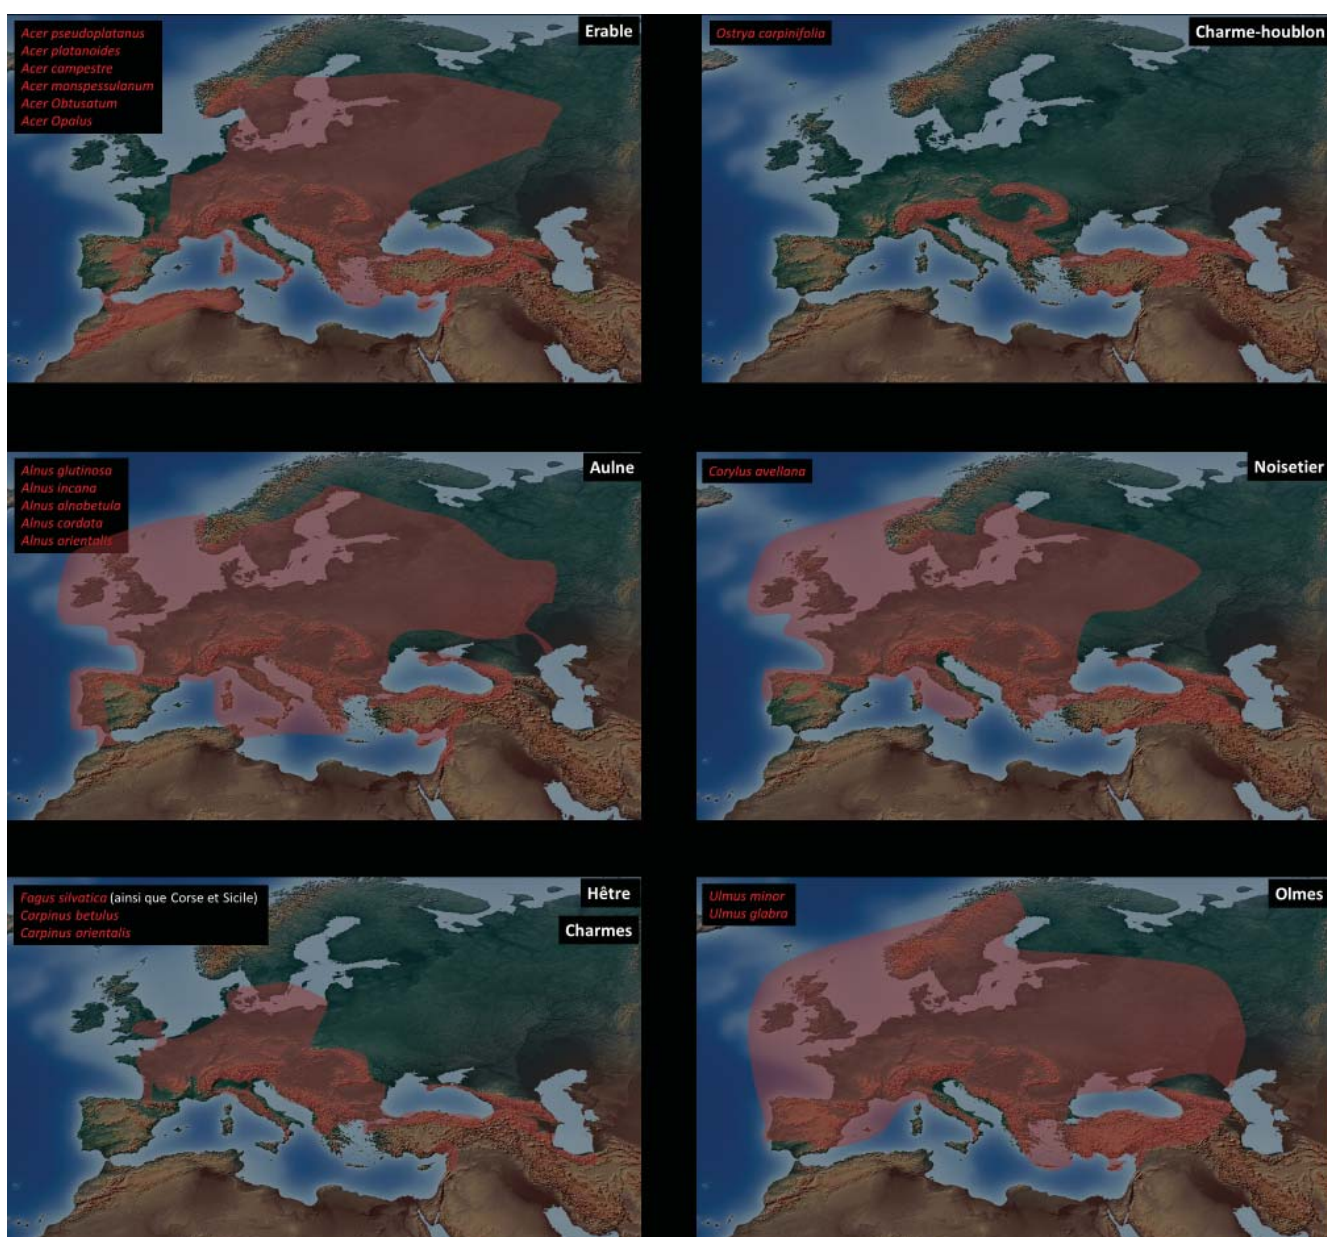 Acer pseudoplatanus
Acer platanoides
Acer campestre
Acer monspessulanum
Acer Obtusatum
Acer Opalus
Erable
Ostrya carpinifolia
Charme-houblon
Alnus glutinosa
Alnus incana
Alnus alnobetula
Alnus cordata
Alnus orientalis
Aulne
Corylus avellana
Noisetier
Fagus silvatica (ainsi que Corse et Sicile)
Carpinus betulus
Carpinus orientalis
Hêtre
Charmes
Ulmus minor
Ulmus glabra
Olmes